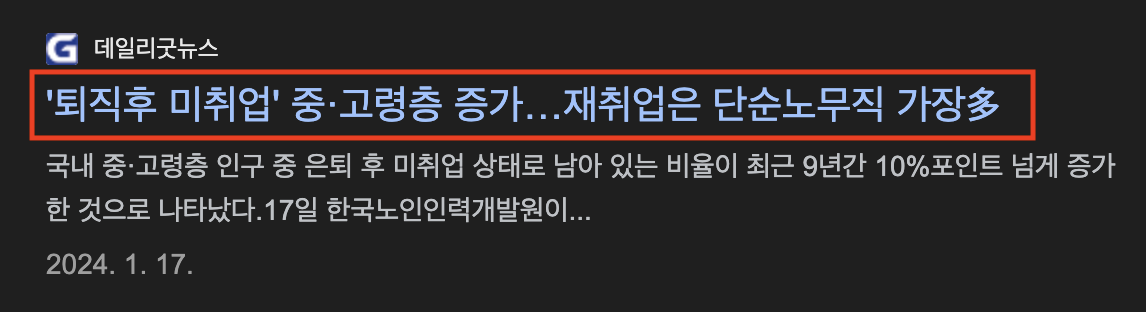 데일리굿뉴스
'퇴직후 미취업' 중·고령층 증가…재취업은 단순노무직 가장多
국내 중·고령층 인구 중 은퇴 후 미취업 상태로 남아 있는 비율이 최근 9년간 10%포인트 넘게 증가
한 것으로 나타났다.17일 한국노인인력개발원이...
2024. 1. 17.